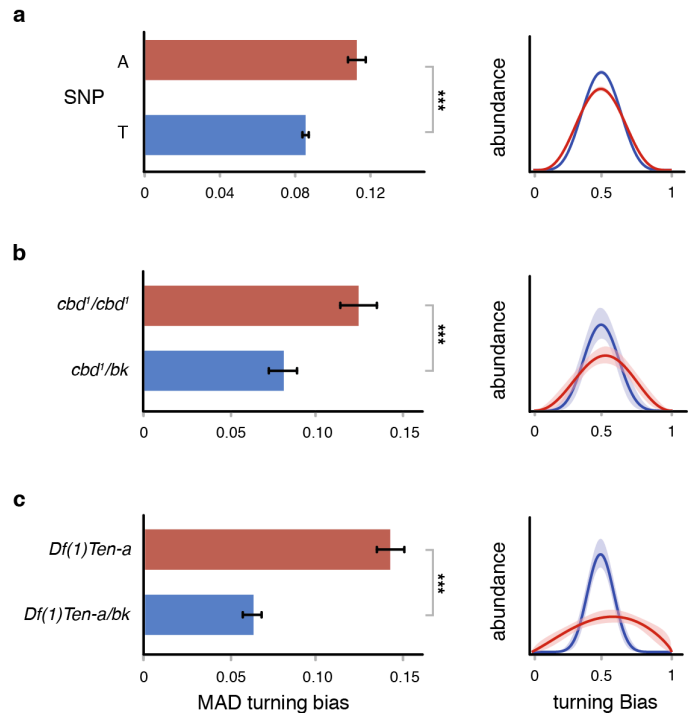 a
A
SNP
T
***
0 0.04 0.08 0.12
abundance
0 0.5 1
b
cbd¹/cbd¹
cbd¹/bk
***
0 0.05 0.10 0.15
abundance
0 0.5 1
c
Df(1)Ten-a
Df(1)Ten-a/bk
***
0 0.05 0.10 0.15
MAD turning bias
abundance
0 0.5 1
turning Bias